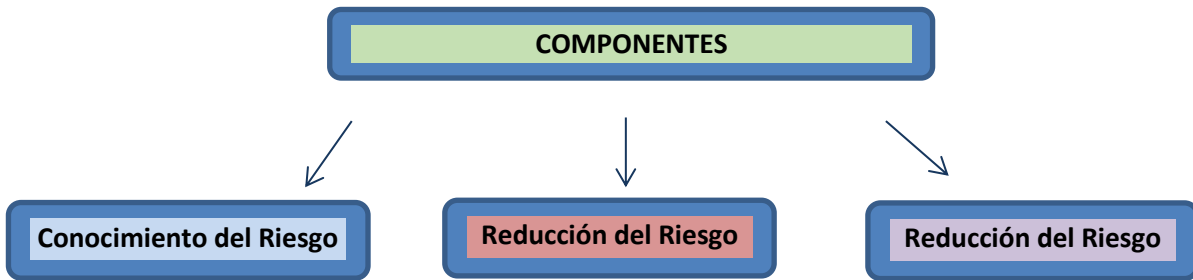 COMPONENTES
Conocimiento del Riesgo
Reducción del Riesgo
Reducción del Riesgo